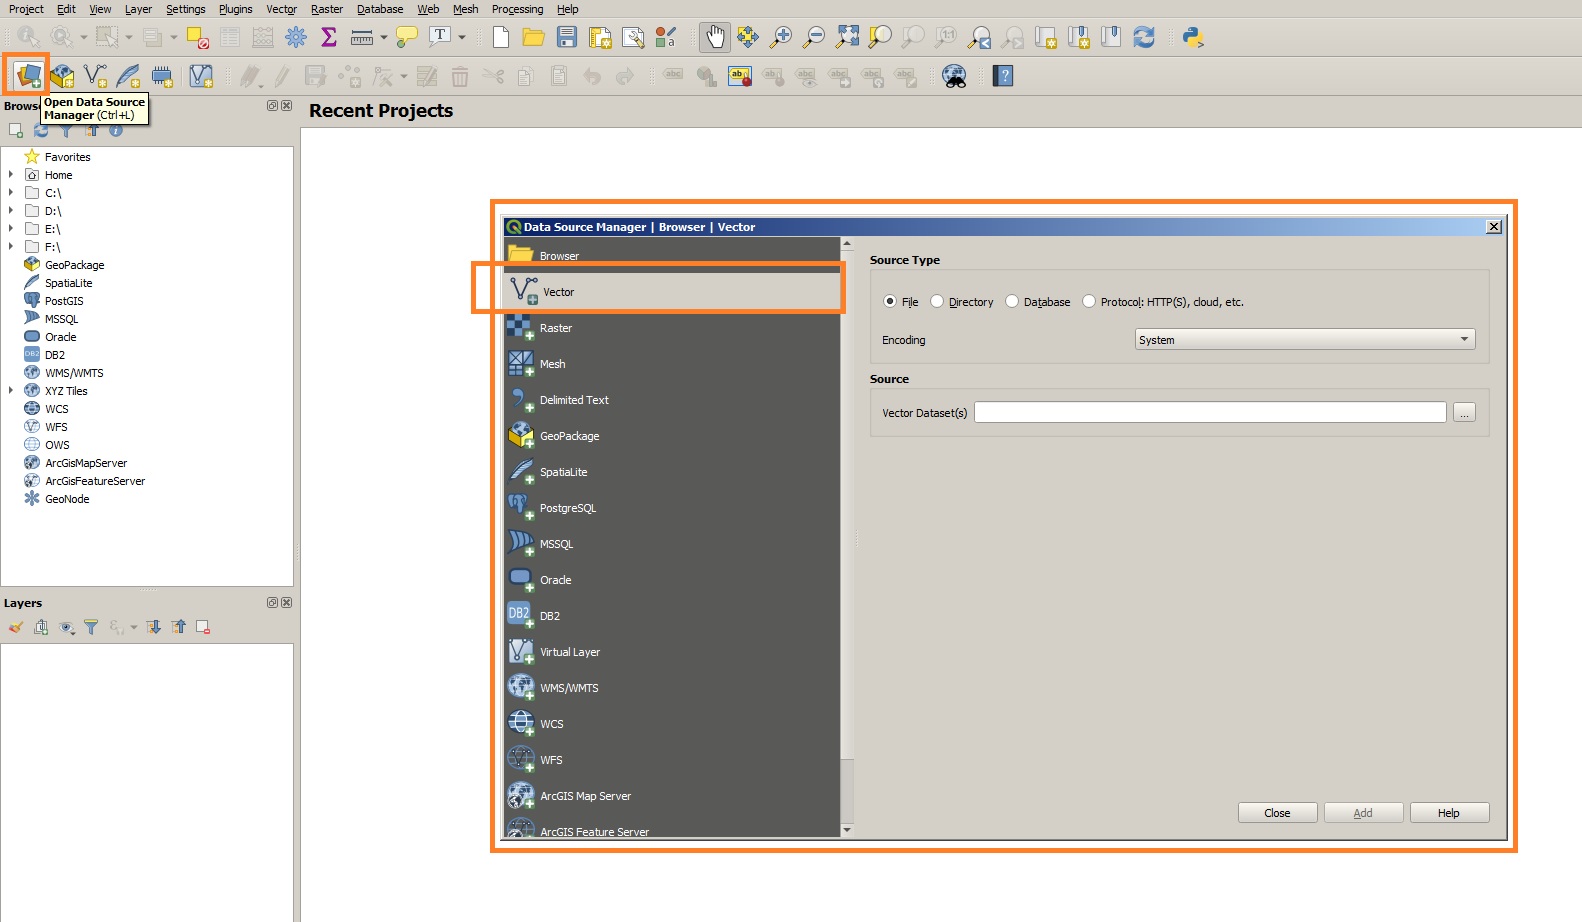 Project Edit View Layer Settings Plugins Vector Raster Database Web Mesh Processing Help
Open Data Source
Manager (Ctrl+L)
Recent Projects
Favorites
Home
C:\
D:\
E:\
F:\
GeoPackage
SpatiaLite
PostGIS
MSSQL
Oracle
DB2
WMS/WMTS
XYZ Tiles
WCS
WFS
OWS
ArcGisMapServer
ArcGisFeatureServer
GeoNode
Layers
Data Source Manager | Browser | Vector
Browser
Vector
Raster
Mesh
Delimited Text
GeoPackage
SpatiaLite
PostgreSQL
MSSQL
Oracle
DB2
DB2
Virtual Layer
WMS/WMTS
WCS
WFS
ArcGIS Map Server
ArcGIS Feature Server
Source Type
File Directory Database Protocol: HTTP(S), cloud, etc.
Encoding System
Source
Vector Dataset(s) ...
Close Add Help